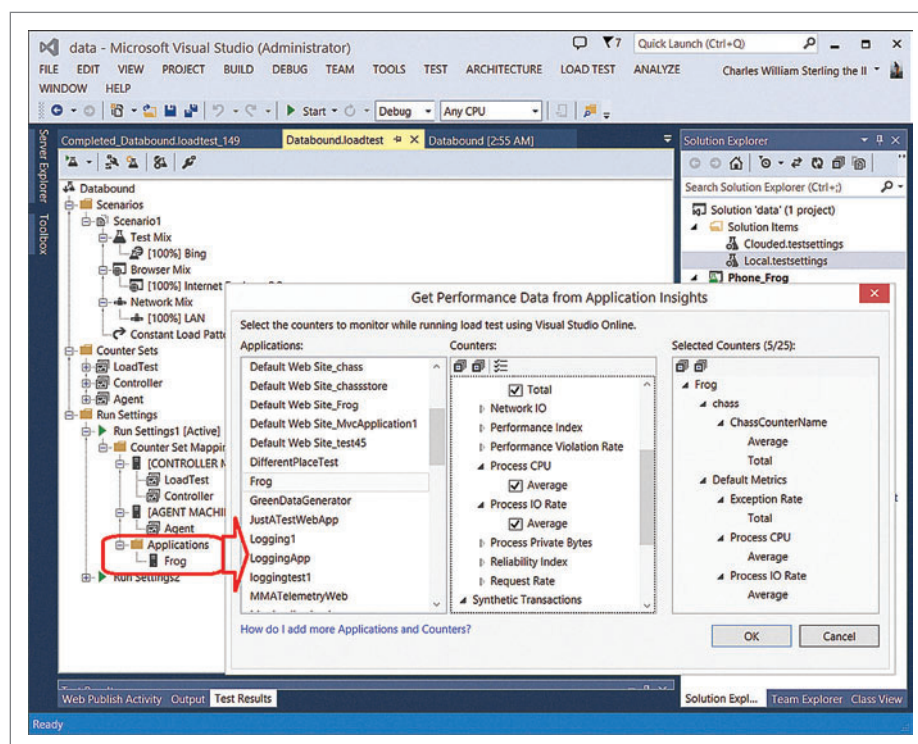 data - Microsoft Visual Studio (Administrator)
7
Quick Launch (Ctrl+Q)
FILE EDIT VIEW PROJECT BUILD DEBUG TEAM TOOLS TEST ARCHITECTURE LOAD TEST ANALYZE
Charles William Sterling the II
WINDOW HELP
Start Debug Any CPU
Server Explorer
Toolbox
Completed_Databound.loadtest_149 Databound.loadtest Databound [2:55 AM]
Databound
Scenarios
Scenario1
Test Mix
[100%] Bing
Browser Mix
[100%] Internet
Network Mix
[100%] LAN
Constant Load
Counter Sets
LoadTest
Controller
Agent
Run Settings
Run Settings1 [Active]
Counter Set
[CONTROLLER
LoadTest
Controller
[AGENT
Agent
Applications
Frog
Run Settings2
Solution Explorer
Search Solution Explorer (Ctrl+;)
Solution 'data' (1 project)
Solution Items
Clouded.testsettings
Local.testsettings
Phone_Frog
Get Performance Data from Application Insights
Select the counters to monitor while running load test using Visual Studio Online.
Applications:
Default Web Site_chass
Default Web Site_chassstore
Default Web Site_Frog
Default Web Site_MvcApplication1
Default Web Site_test45
DifferentPlaceTest
Frog
GreenDataGenerator
JustATestWebApp
Logging1
LoggingApp
loggingtest1
MMATelemetryWeb
Counters:
Total
Network IO
Performance Index
Performance Violation Rate
Process CPU
Average
Process IO Rate
Average
Process Private Bytes
Reliability Index
Request Rate
Synthetic Transactions
Selected Counters (5/25):
Frog
chass
ChassCounterName
Average
Total
Default Metrics
Exception Rate
Total
Process CPU
Average
Process IO Rate
Average
How do I add more Applications and Counters?
OK
Cancel
Web Publish Activity Output Test Results
Solution Expl... Team Explorer Class View
Ready